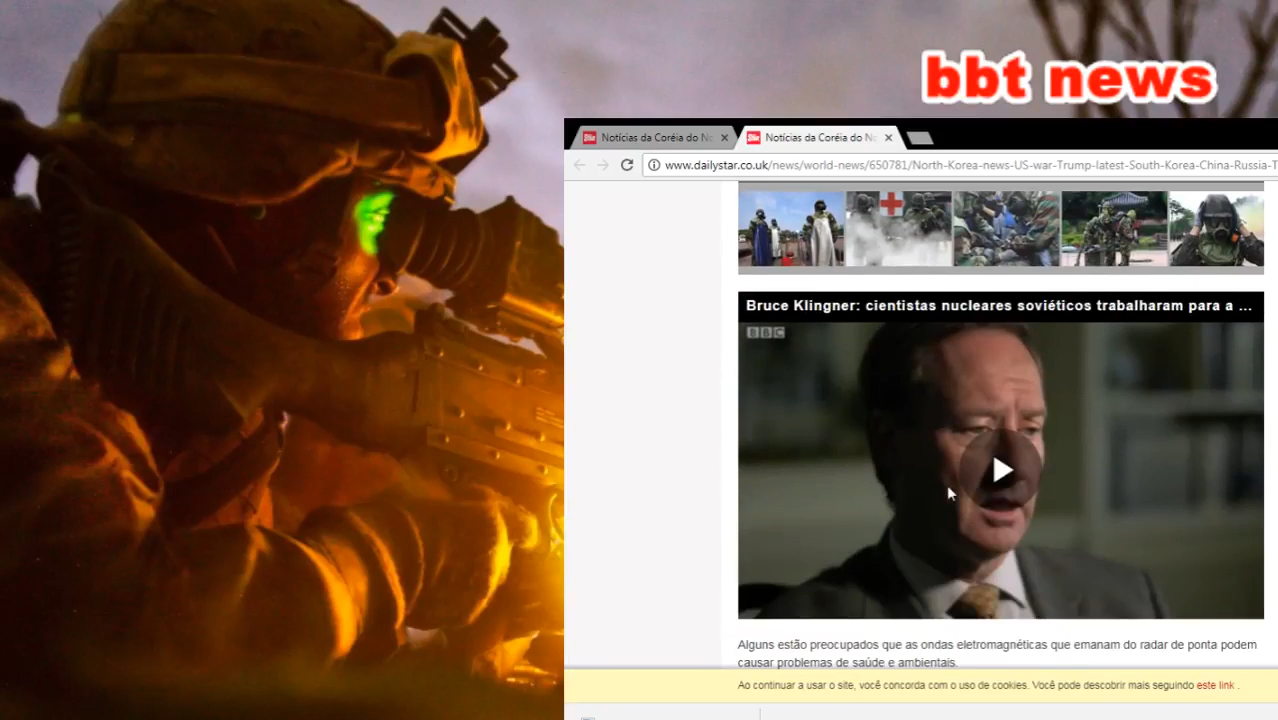 bbt news
Notícias da Coréia do No
Notícias da Coréia do No
www.dailystar.co.uk/news/world-news/650781/North-Korea-news-US-war-Trump-latest-South-Korea-China-Russia-T
Bruce Klingner: cientistas nucleares soviéticos trabalharam para a ...
BBC
Alguns estão preocupados que as ondas eletromagnéticas que emanam do radar de ponta podem
causar problemas de saúde e ambientais.
Ao continuar a usar o site, você concorda com o uso de cookies. Você pode descobrir mais seguindo este link .